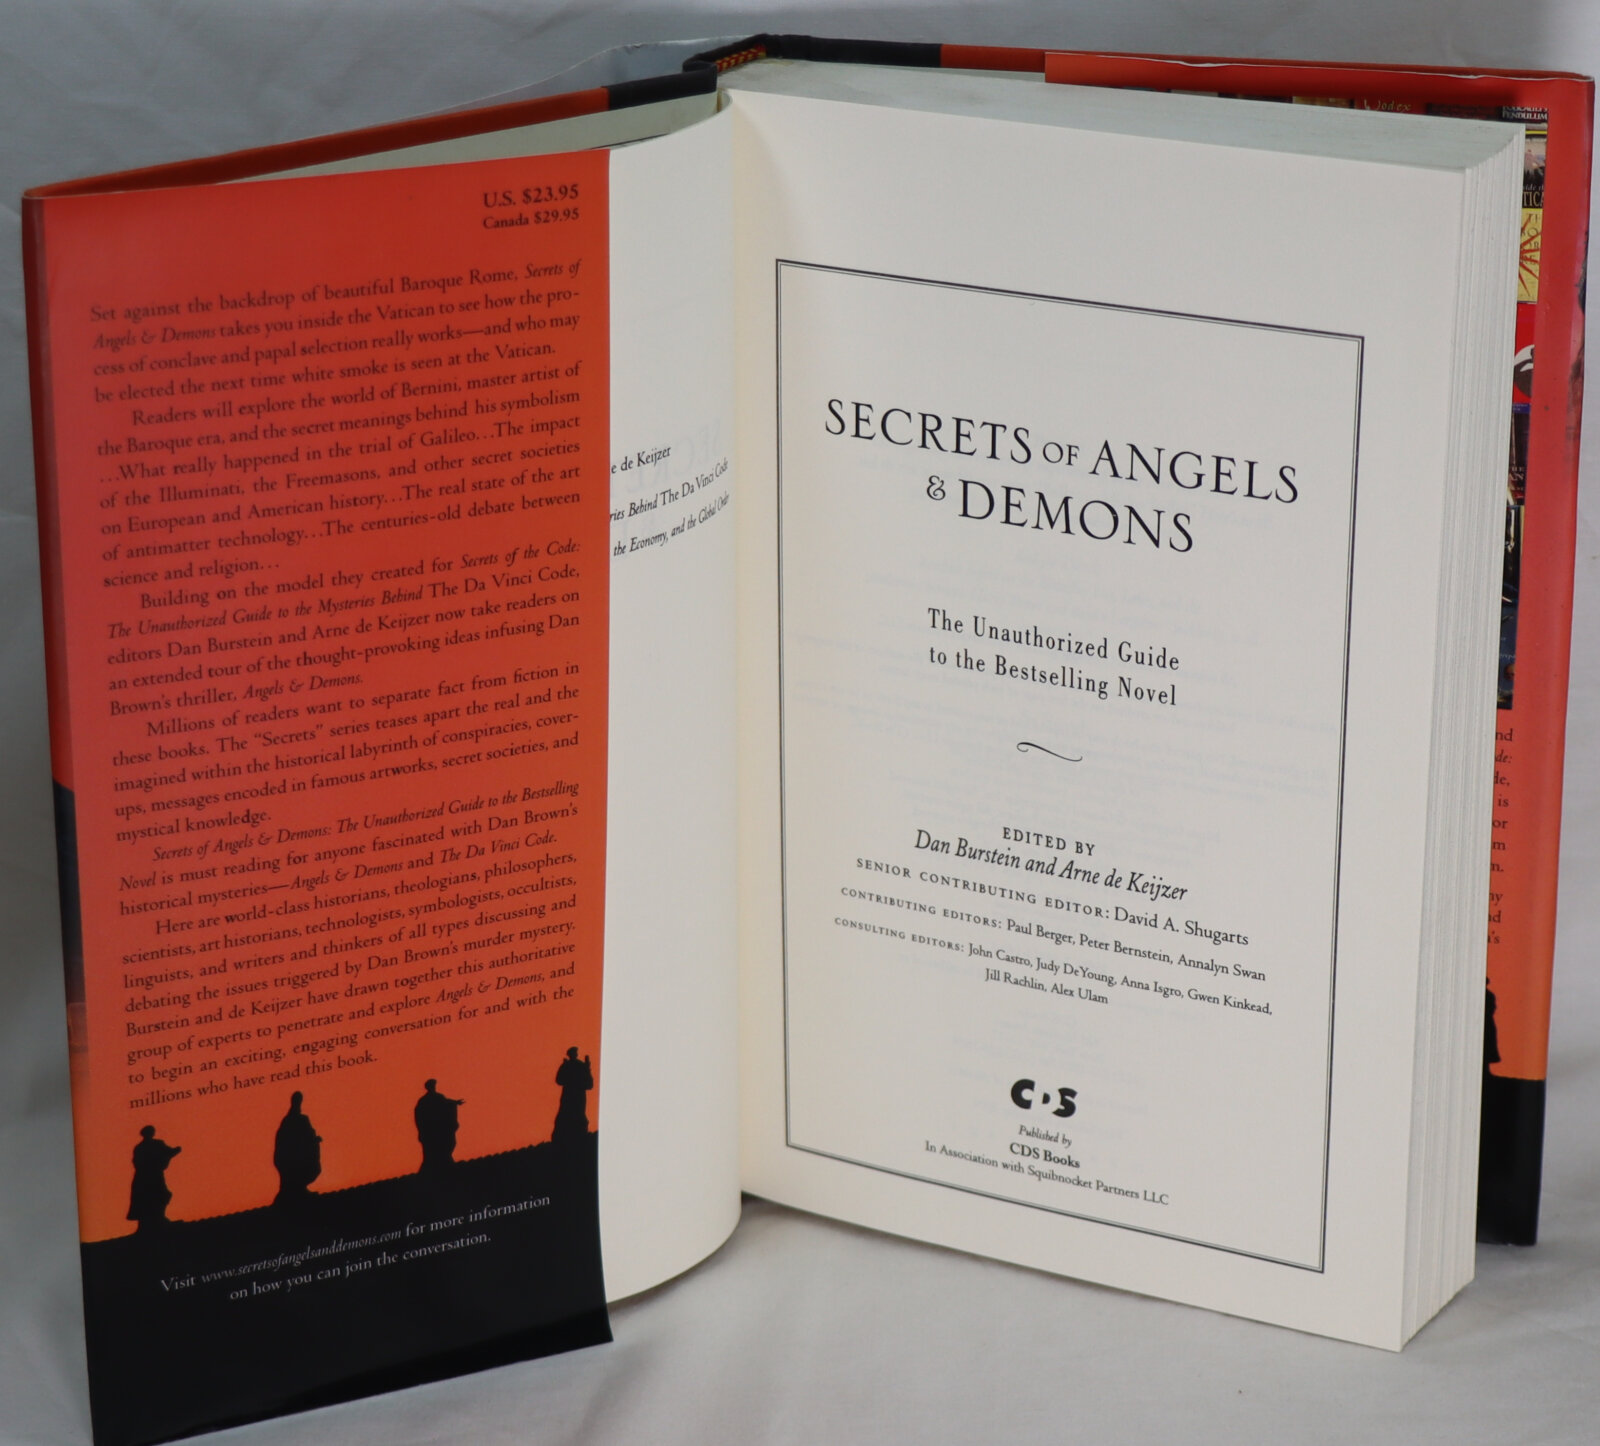 U.S. $23.95
Canada $29.95
Set against the backdrop of beautiful Baroque Rome, Secrets of
Angels & Demons takes you inside the Vatican to see how the pro-
cess of conclave and papal selection really works—and who may
be elected the next time white smoke is seen at the Vatican.
Readers will explore the world of Bernini, master artist of
the Baroque era, and the secret meanings behind his symbolism
…What really happened in the trial of Galileo…The impact
of the Illuminati, the Freemasons, and other secret societies
on European and American history…The real state of the art
of antimatter technology…The centuries-old debate between
science and religion…
Building on the model they created for Secrets of the Code:
The Unauthorized Guide to the Mysteries Behind The Da Vinci Code,
editors Dan Burstein and Arne de Keijzer now take readers on
an extended tour of the thought-provoking ideas infusing Dan
Brown's thriller, Angels & Demons.
Millions of readers want to separate fact from fiction in
these books. The "Secrets" series teases apart the real and the
imagined within the historical labyrinth of conspiracies, cover-
ups, messages encoded in famous artworks, secret societies, and
mystical knowledge.
Secrets of Angels & Demons: The Unauthorized Guide to the Bestselling
Novel is must reading for anyone fascinated with Dan Brown's
historical mysteries—Angels & Demons and The Da Vinci Code.
Here are world-class historians, theologians, philosophers,
scientists, art historians, technologists, symbologists, occultists,
linguists, and writers and thinkers of all types discussing and
debating the issues triggered by Dan Brown's murder mystery.
Burstein and de Keijzer have drawn together this authoritative
group of experts to penetrate and explore Angels & Demons, and
to begin an exciting, engaging conversation for and with the
millions who have read this book.
Visit www.secretsofangelsanddemons.com for more information
on how you can join the conversation.
e de Keijzer
ries Behind The Da Vinci Code
the Economy, and the Global Order
SECRETS OF ANGELS
& DEMONS
The Unauthorized Guide
to the Bestselling Novel
EDITED BY
Dan Burstein and Arne de Keijzer
SENIOR CONTRIBUTING EDITOR: David A. Shugarts
CONTRIBUTING EDITORS: Paul Berger, Peter Bernstein, Annalyn Swan
CONSULTING EDITORS: John Castro, Judy DeYoung, Anna Isgro, Gwen Kinkead,
Jill Rachlin, Alex Ulam
CDS
Published by
CDS Books
In Association with Squibnocket Partners LLC